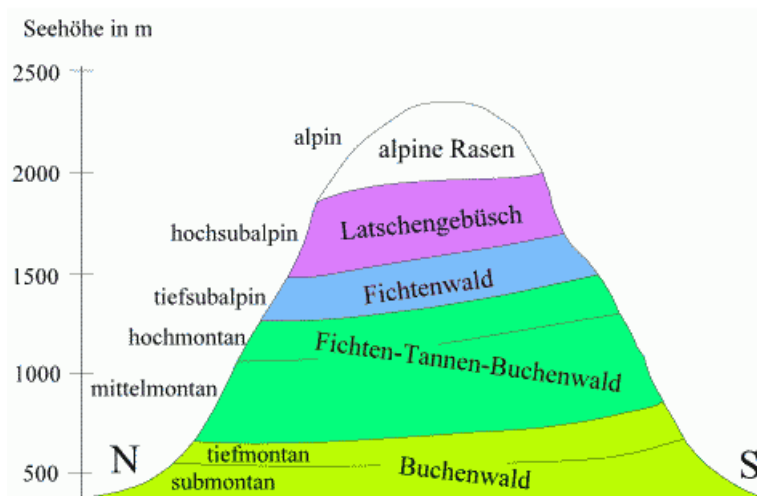 Seehöhe in m
2500
alpin
alpine Rasen
2000
hochsubalpin
Latschengebüsch
1500
tiefsubalpin
Fichtenwald
hochmontan
Fichten-Tannen-Buchenwald
1000
mittelmontan
N
S
tiefmontan
Buchenwald
500
submontan